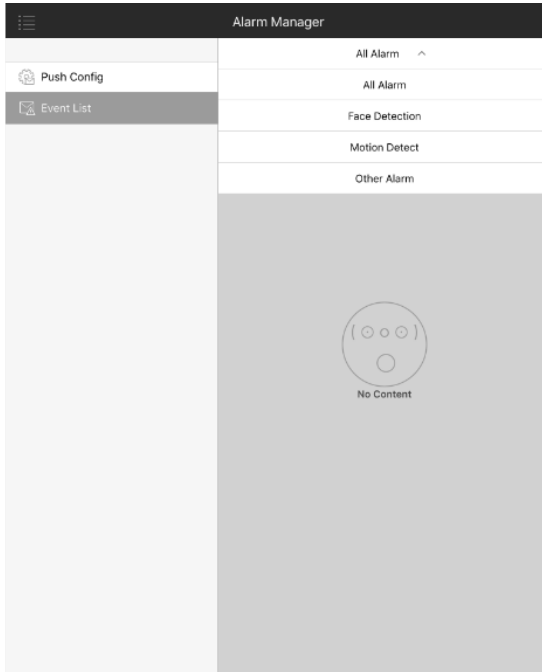 Alarm Manager
Push Config
Event List
All Alarm
All Alarm
Face Detection
Motion Detect
Other Alarm
No Content